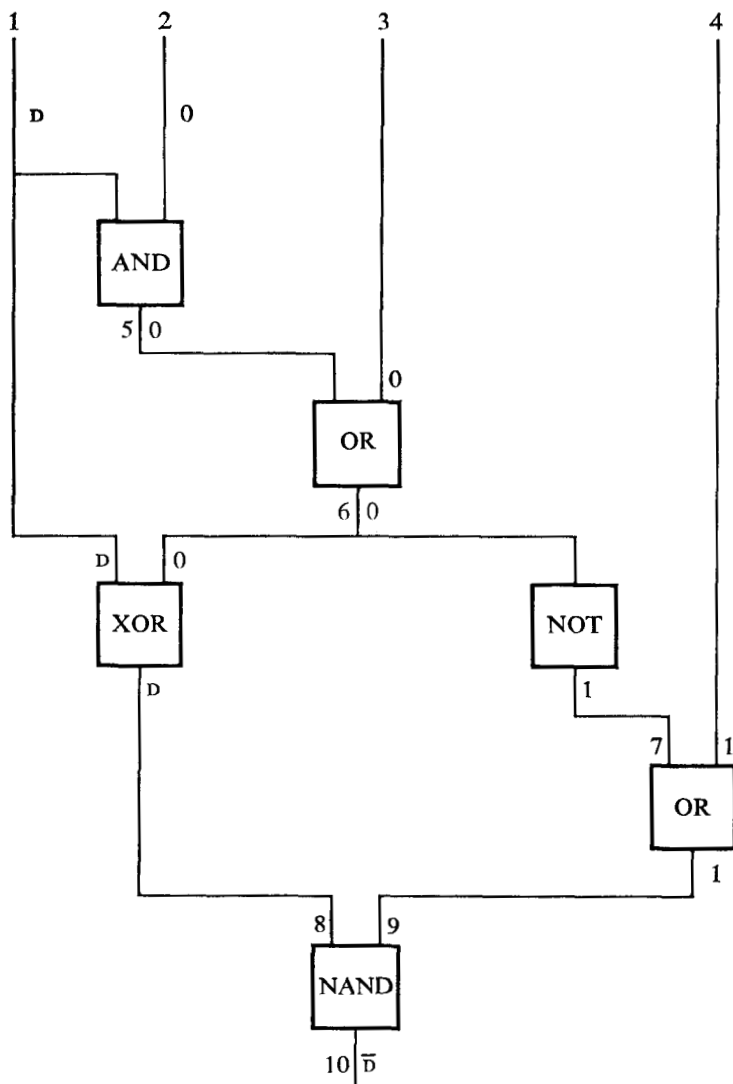 1 2 3 4
D 0
AND
5 0
0
OR
6 0
D 0
XOR NOT
D 1
7 1
OR
1
8 9
NAND
10 D̅